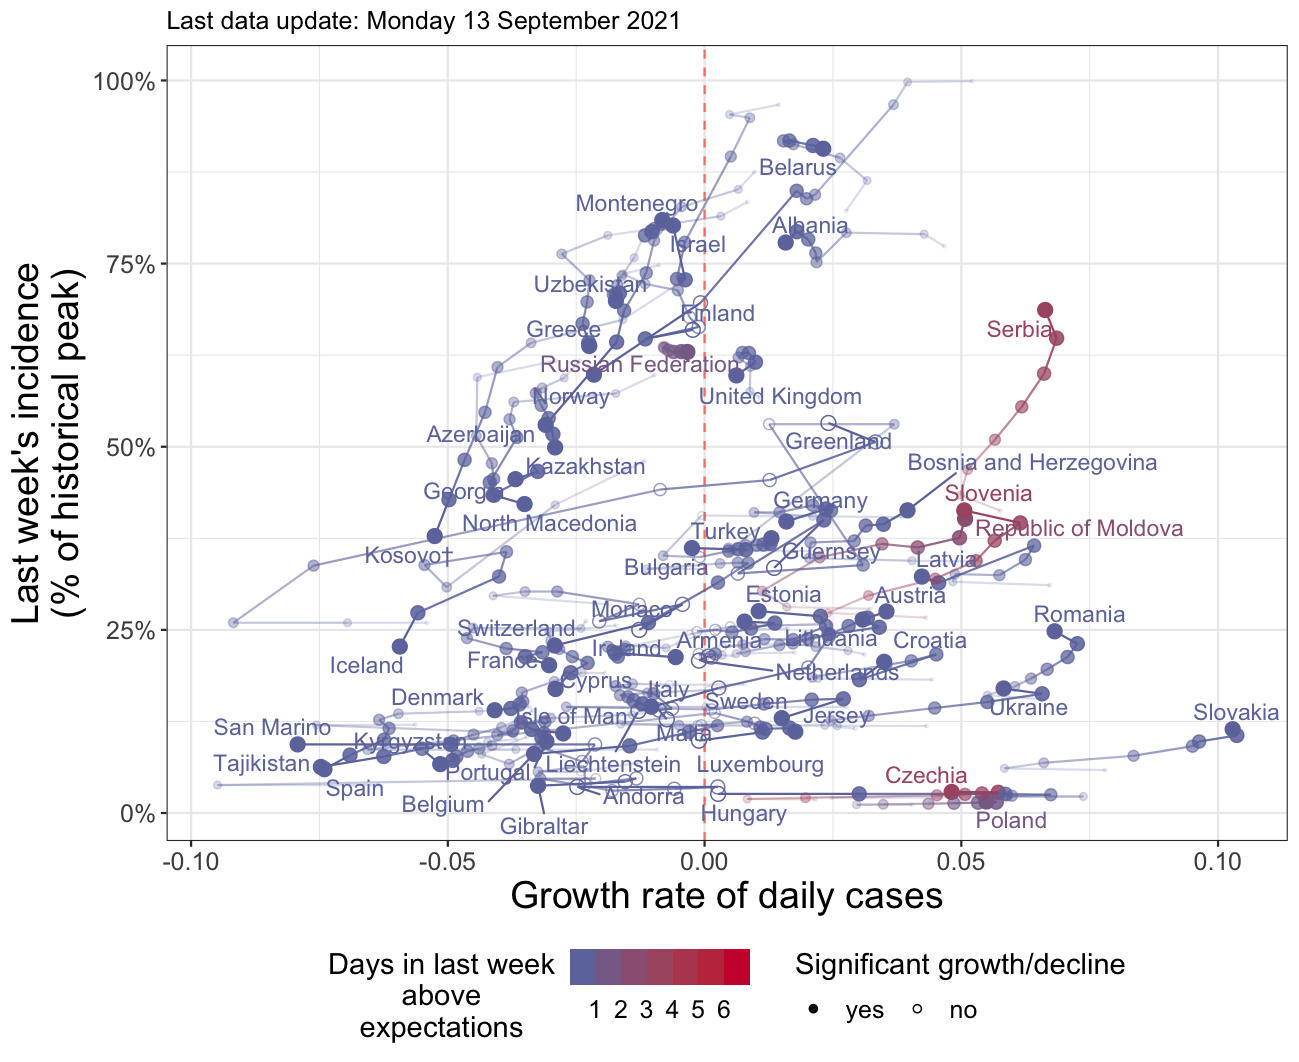 Last data update: Monday 13 September 2021
Last week's incidence
(% of historical peak)
100%
75%
50%
25%
0%
Belarus
Montenegro
Albania
Israel
Uzbekistan
Finland
Greece
Serbia
Russian Federation
Norway
United Kingdom
Azerbaijan
Greenland
Kazakhstan
Bosnia and Herzegovina
Georgia
Germany
Slovenia
North Macedonia
Turkey
Republic of Moldova
Kosovo†
Bulgaria
Guernsey
Latvia
Estonia
Austria
Monaco
Romania
Switzerland
Ireland
Armenia
Lithuania
Croatia
Iceland
France
Netherlands
Cyprus
Italy
Denmark
Sweden
Ukraine
Isle of Man
Jersey
Slovakia
San Marino
Malta
Kyrgyzstan
Tajikistan
Portugal
Liechtenstein
Luxembourg
Spain
Czechia
Belgium
Andorra
Hungary
Poland
Gibraltar
-0.10
-0.05
0.00
0.05
0.10
Growth rate of daily cases
Days in last week
above
expectations
1 2 3 4 5 6
Significant growth/decline
yes
no